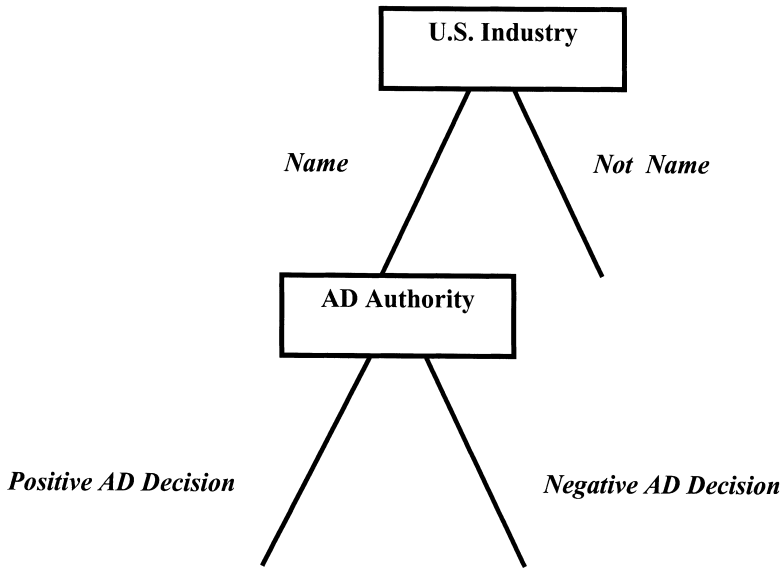 U.S. Industry
Name
Not Name
AD Authority
Positive AD Decision
Negative AD Decision